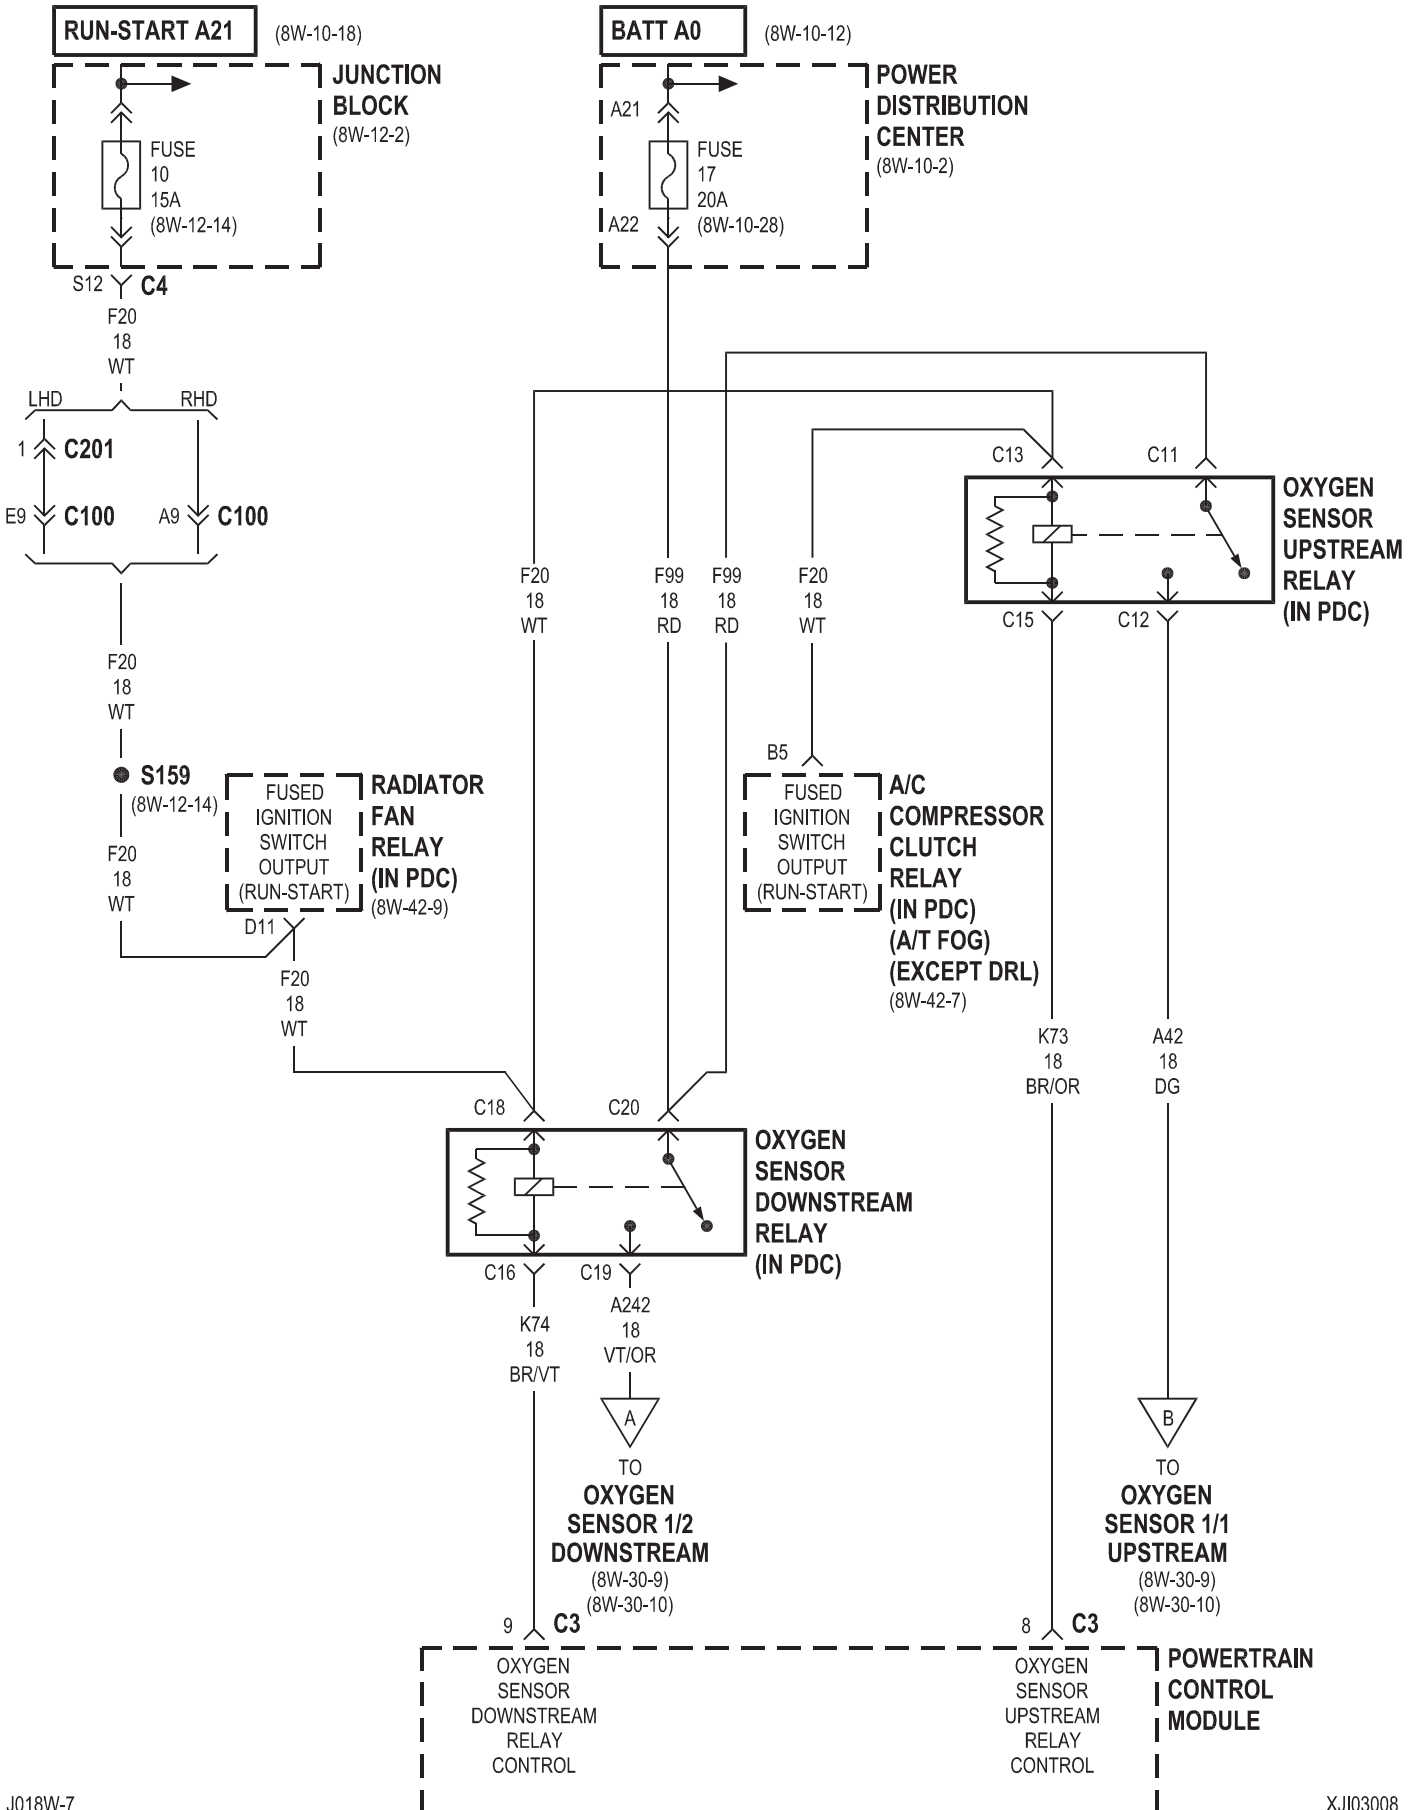 RUN-START A21
(8W-10-18)
BATT A0
(8W-10-12)
JUNCTION
BLOCK
(8W-12-2)
FUSE
10
15A
(8W-12-14)
POWER
DISTRIBUTION
CENTER
(8W-10-2)
A21
FUSE
17
20A
(8W-10-28)
A22
S12
C4
F20
18
WT
LHD
RHD
1
C201
E9
C100
A9
C100
C13
C11
OXYGEN
SENSOR
UPSTREAM
RELAY
(IN PDC)
F20
18
WT
F99
18
RD
F99
18
RD
F20
18
WT
C15
C12
F20
18
WT
S159
(8W-12-14)
F20
18
WT
FUSED
IGNITION
SWITCH
OUTPUT
(RUN-START)
RADIATOR
FAN
RELAY
(IN PDC)
(8W-42-9)
D11
B5
FUSED
IGNITION
SWITCH
OUTPUT
(RUN-START)
A/C
COMPRESSOR
CLUTCH
RELAY
(IN PDC)
(A/T FOG)
(EXCEPT DRL)
(8W-42-7)
F20
18
WT
K73
18
BR/OR
A42
18
DG
C18
C20
OXYGEN
SENSOR
DOWNSTREAM
RELAY
(IN PDC)
C16
C19
K74
18
BR/VT
A242
18
VT/OR
A
TO
OXYGEN
SENSOR 1/2
DOWNSTREAM
(8W-30-9)
(8W-30-10)
B
TO
OXYGEN
SENSOR 1/1
UPSTREAM
(8W-30-9)
(8W-30-10)
9
C3
8
C3
OXYGEN
SENSOR
DOWNSTREAM
RELAY
CONTROL
OXYGEN
SENSOR
UPSTREAM
RELAY
CONTROL
POWERTRAIN
CONTROL
MODULE
J018W-7
XJI03008